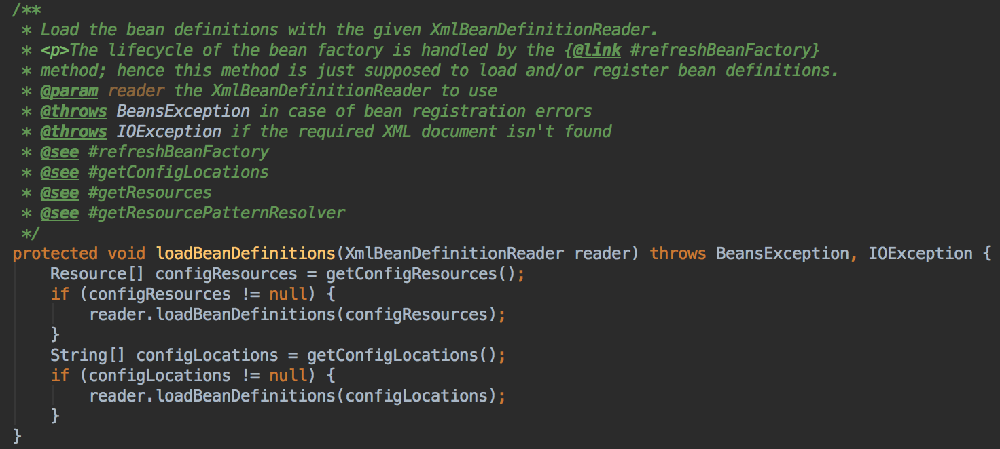 /**
 * Load the bean definitions with the given XmlBeanDefinitionReader.
 * <p>The lifecycle of the bean factory is handled by the {@link #refreshBeanFactory}
 * method; hence this method is just supposed to load and/or register bean definitions.
 * @param reader the XmlBeanDefinitionReader to use
 * @throws BeansException in case of bean registration errors
 * @throws IOException if the required XML document isn't found
 * @see #refreshBeanFactory
 * @see #getConfigLocations
 * @see #getResources
 * @see #getResourcePatternResolver
 */
protected void loadBeanDefinitions(XmlBeanDefinitionReader reader) throws BeansException, IOException {
    Resource[] configResources = getConfigResources();
    if (configResources != null) {
        reader.loadBeanDefinitions(configResources);
    }
    String[] configLocations = getConfigLocations();
    if (configLocations != null) {
        reader.loadBeanDefinitions(configLocations);
    }
}